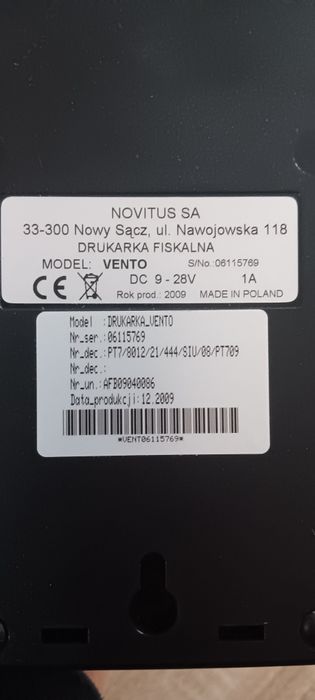 NOVITUS SA
33-300 Nowy Sącz, ul. Nawojowska 118
DRUKARKA FISKALNA
MODEL: VENTO S/No.:06115769
CE DC 9 - 28V 1A
Rok prod.: 2009 MADE IN POLAND
Model :DRUKARKA_VENTO
Nr_ser.:06115769
Nr_dec.:PT7/8012/21/444/SIU/08/PT709
Nr_dec.:
Nr_un.:AFB09040086
Data_produkcji:12.2009
*VENT06115769*